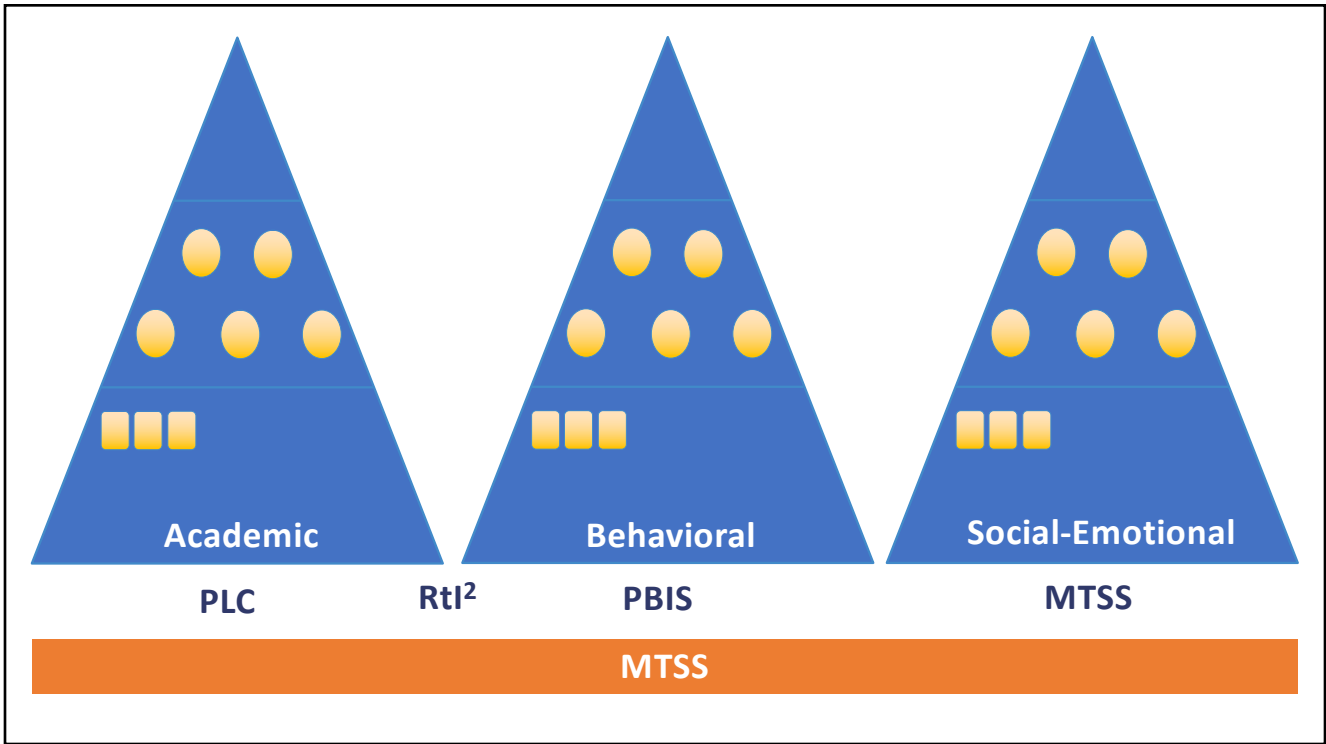 Academic
Behavioral
Social-Emotional
PLC
RtI²
PBIS
MTSS
MTSS